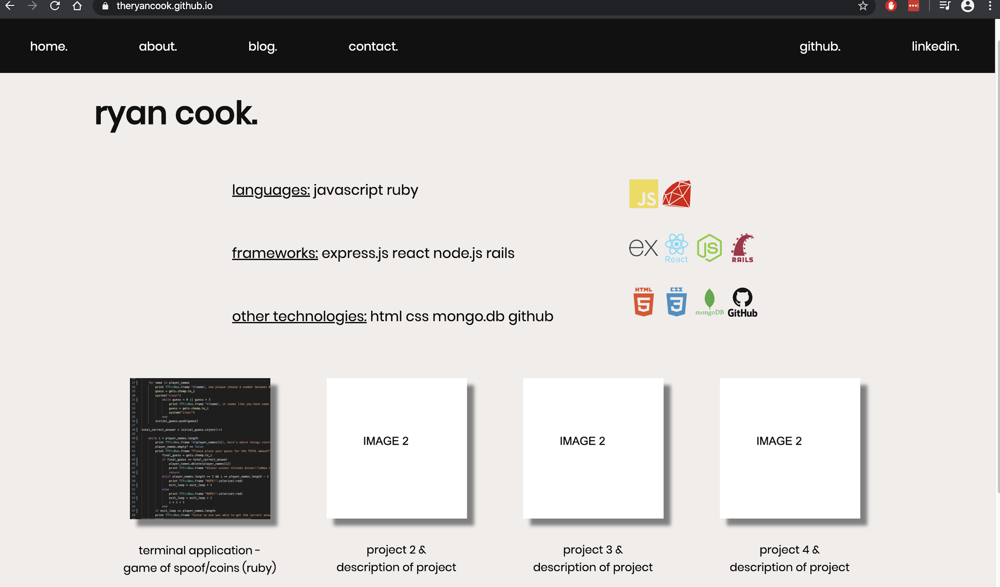 theryancook.github.io
home. about. blog. contact. github. linkedin.
ryan cook.
languages: javascript ruby
JS
frameworks: express.js react node.js rails
ex React JS RAILS
other technologies: html css mongo.db github
HTML 5 CSS 3 mongoDB GitHub
27 for name in player_names
28 print TTY::Box.frame "#{name}, now please choose a number between 0
29 guess = gets.chomp.to_i
30 system("clear")
31 while guess < 0 || guess > 3
32 print TTY::Box.frame "#{name}, it seems like you have some
33 guess = gets.chomp.to_i
34 system("clear")
35 end
36 initial_guess.push(guess)
37
38 total_correct_answer = initial_guess.inject(:+)
39
40 while i < player_names.length
41 print TTY::Box.frame "#{player_names[i]}, here's where things start
42 player_names.empty? == false
43 print TTY::Box.frame "Please place your guess for the TOTAL amount"
44 final_guess = gets.chomp.to_i
45 if final_guess == total_correct_answer
46 player_names.delete(player_names[i])
47 print TTY::Box.frame "Winner winner chicken dinner!!\nNow t
48 return
49 elsif player_names.length >= 2 && i == player_names.length - 1
50 print TTY::Box.frame "NOPE!".colorize(:red)
51 exit_loop = exit_loop + 1
52 else
53 print TTY::Box.frame "NOPE!".colorize(:red)
54 exit_loop = exit_loop + 1
55 i = i + 1
56 end
57 if exit_loop == player_names.length
58 print TTY::Box.frame "Since no one was able to get the correct answ
IMAGE 2
IMAGE 2
IMAGE 2
terminal application -
game of spoof/coins (ruby)
project 2 &
description of project
project 3 &
description of project
project 4 &
description of project